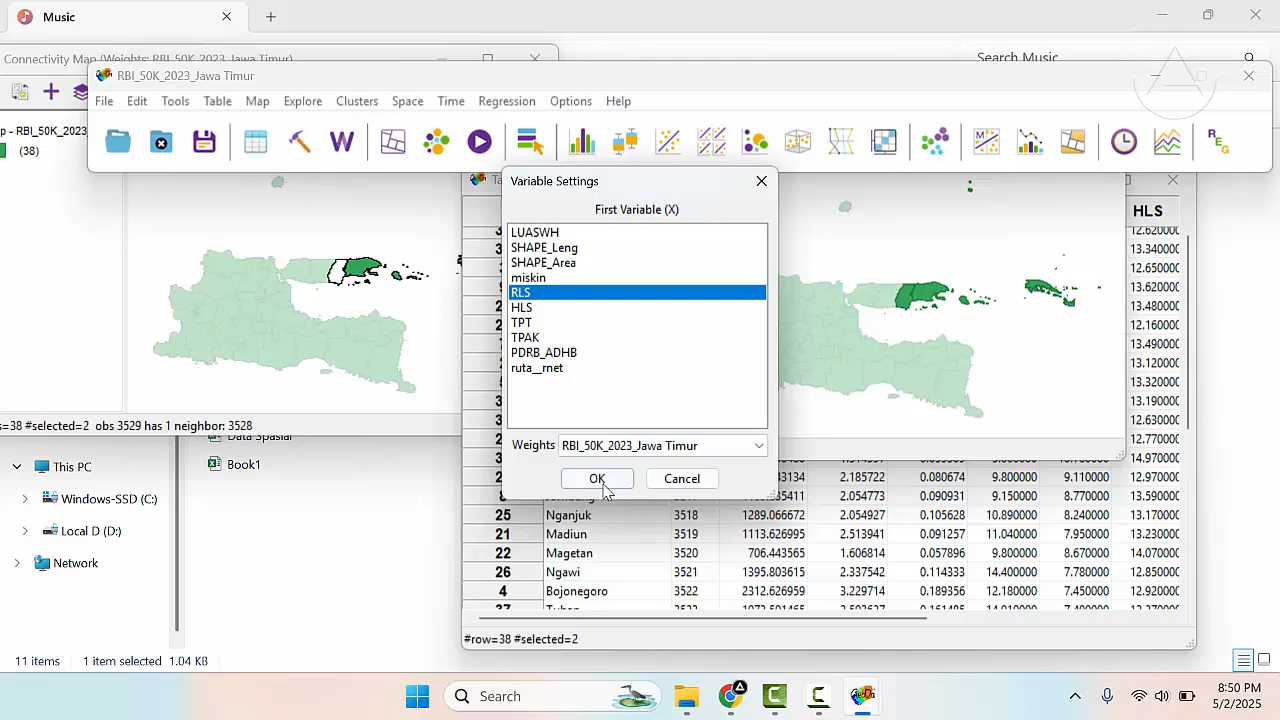 Music
Connectivity Map (Weights: RBI_50K_2023_Jawa Timur)
Search Music
RBI_50K_2023_Jawa Timur
File Edit Tools Table Map Explore Clusters Space Time Regression Options Help
p - RBI_50K_2023
(38)
Variable Settings
First Variable (X)
LUASWH
SHAPE_Leng
SHAPE_Area
miskin
RLS
HLS
TPT
TPAK
PDRB_ADHB
ruta__rnet
Weights RBI_50K_2023_Jawa Timur
OK Cancel
HLS
12.620000
13.340000
12.650000
13.620000
13.480000
12.160000
13.490000
13.120000
13.320000
13.190000
12.630000
12.770000
14.970000
2.185722 0.080664 9.800000 9.110000 12.970000
2.054773 0.090931 9.150000 8.770000 13.590000
25 Nganjuk 3518 1289.066672 2.054927 0.105628 10.890000 8.240000 13.170000
21 Madiun 3519 1113.626995 2.513941 0.091257 11.040000 7.950000 13.230000
22 Magetan 3520 706.443565 1.606814 0.057896 9.800000 8.670000 14.070000
26 Ngawi 3521 1395.803615 2.337542 0.114333 14.400000 7.780000 12.850000
4 Bojonegoro 3522 2312.626959 3.229714 0.189356 12.180000 7.450000 12.920000
#row=38 #selected=2
s=38 #selected=2 obs 3529 has 1 neighbor: 3528
Data Spasial
Book1
This PC
Windows-SSD (C:)
Local D (D:)
Network
11 items 1 item selected 1.04 KB
Search
8:50 PM
5/2/2025
W
REG